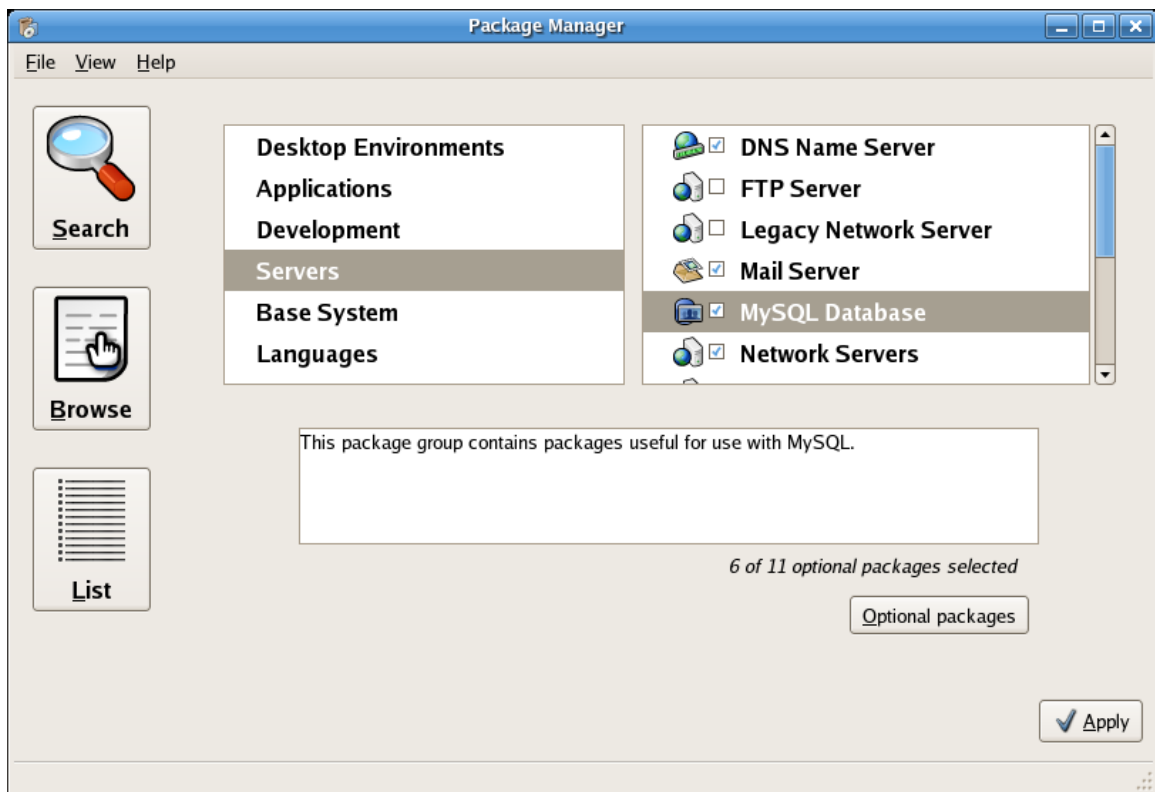 Package Manager
File View Help
Search
Browse
List
Desktop Environments
Applications
Development
Servers
Base System
Languages
DNS Name Server
FTP Server
Legacy Network Server
Mail Server
MySQL Database
Network Servers
This package group contains packages useful for use with MySQL.
6 of 11 optional packages selected
Optional packages
Apply